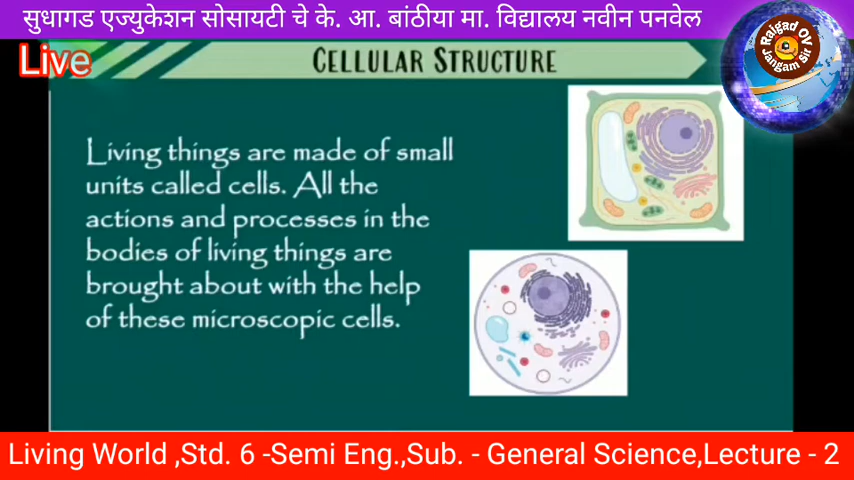 सुधागड एज्युकेशन सोसायटी चे के. आ. बांठीया मा. विद्यालय नवीन पनवेल
Raigad OV
Jangam Sir
Live
CELLULAR STRUCTURE
Living things are made of small
units called cells. All the
actions and processes in the
bodies of living things are
brought about with the help
of these microscopic cells.
Living World ,Std. 6 -Semi Eng.,Sub. - General Science,Lecture - 2